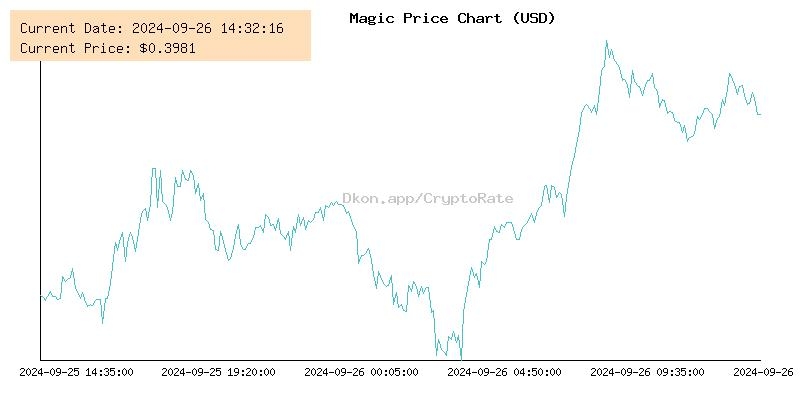 Magic Price Chart (USD)
Current Date: 2024-09-26 14:32:16
Current Price: $0.3981
Dkon.app/CryptoRate
2024-09-25 14:35:00 2024-09-25 19:20:00 2024-09-26 00:05:00 2024-09-26 04:50:00 2024-09-26 09:35:00 2024-09-26